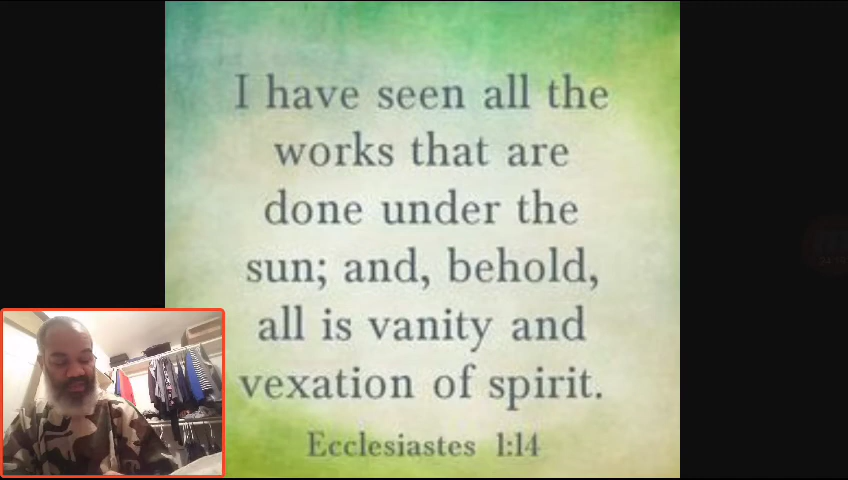 I have seen all the
works that are
done under the
sun; and, behold,
all is vanity and
vexation of spirit.
Ecclesiastes 1:14